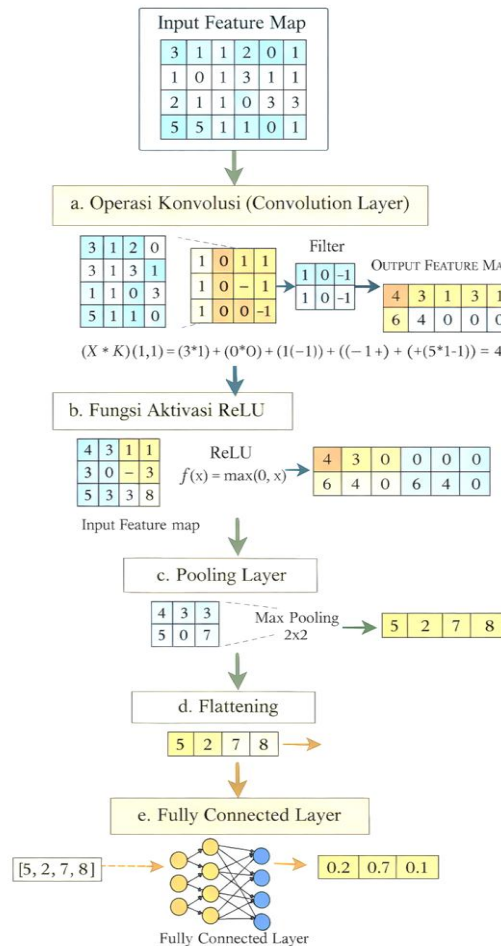 Input Feature Map
3 1 1 2 0 1
1 0 1 3 1 1
2 1 1 0 3 3
5 5 1 1 0 1
a. Operasi Konvolusi (Convolution Layer)
3 1 2 0
3 1 3 1
1 1 0 3
5 1 1 0
1 0 1 1
1 0 - 1
1 0 0 -1
Filter
1 0 -1
1 0 -1
OUTPUT FEATURE MA
4 3 1 3 1
6 4 0 0 0
(X * K)(1,1) = (3*1) + (0*O) + (1(-1)) + ((-1+) + (+(5*1-1)) = 4
b. Fungsi Aktivasi ReLU
4 3 1 1
3 0 - 3
5 3 3 8
Input Feature map
ReLU
f(x) = max(0, x)
4 3 0 0 0 0
6 4 0 6 4 0
c. Pooling Layer
4 3 3
5 0 7
Max Pooling
2x2
5 2 7 8
d. Flattening
5 2 7 8
e. Fully Connected Layer
[5, 2, 7, 8]
0.2 0.7 0.1
Fully Connected Layer